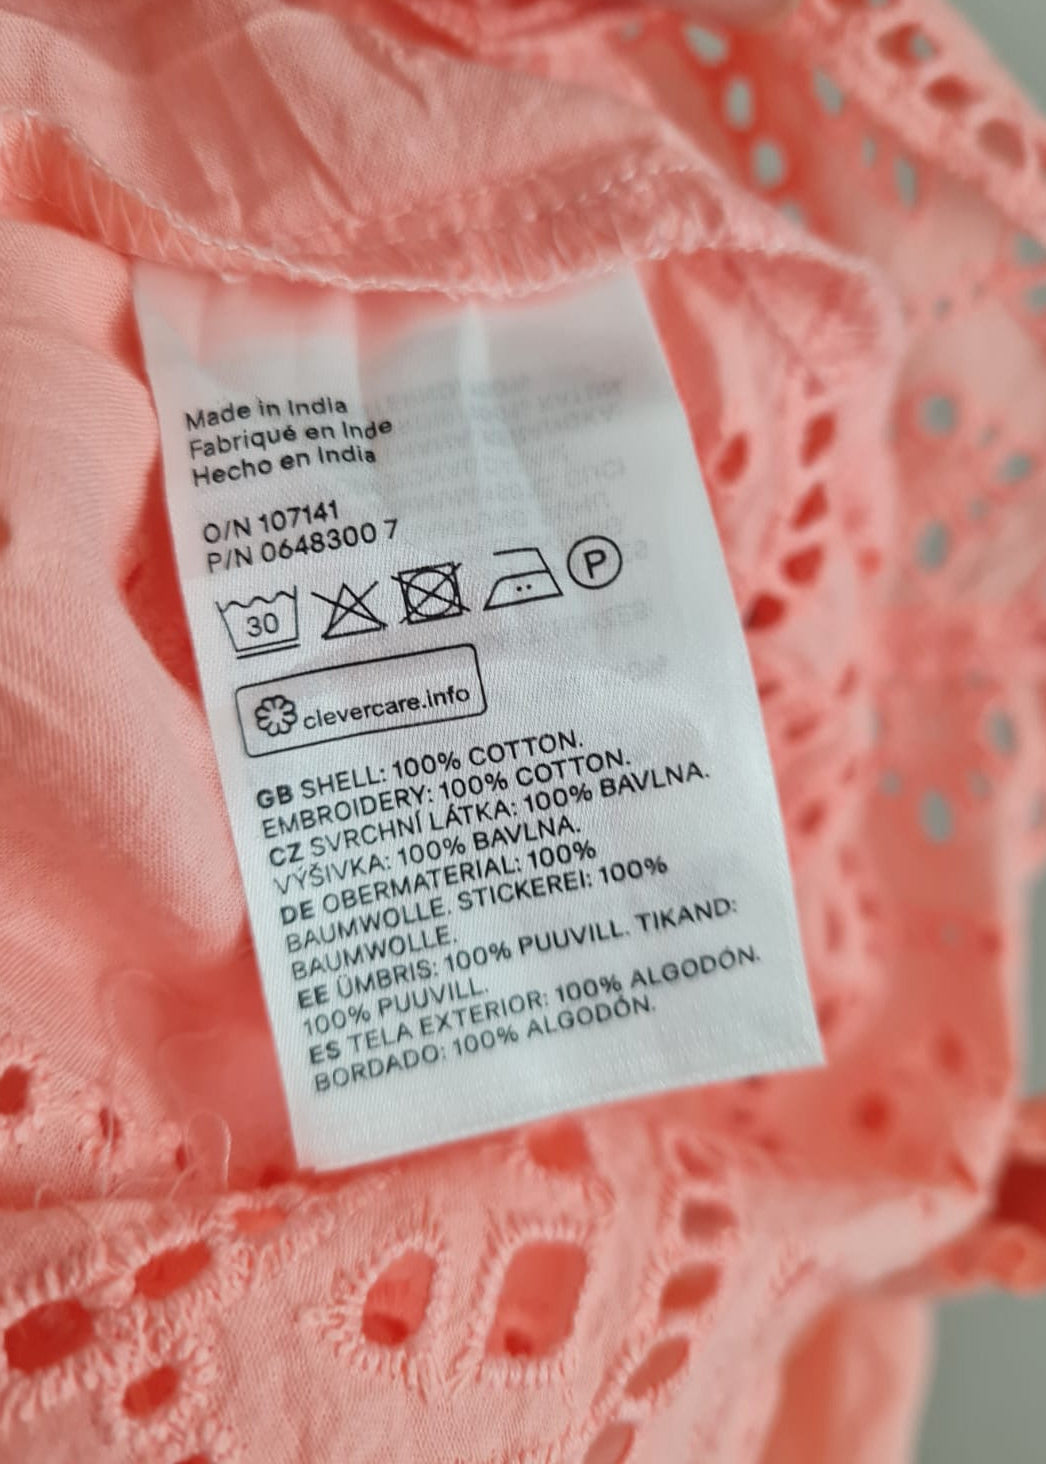 Made in India
Fabriqué en Inde
Hecho en India
O/N 107141
P/N 0648300 7
30
P
clevercare.info
GB SHELL: 100% COTTON.
EMBROIDERY: 100% COTTON.
CZ SVRCHNÍ LÁTKA: 100% BAVLNA.
VÝŠIVKA: 100% BAVLNA.
DE OBERMATERIAL: 100%
BAUMWOLLE. STICKEREI: 100%
BAUMWOLLE.
EE ÜMBRIS: 100% PUUVILL. TIKAND:
100% PUUVILL.
ES TELA EXTERIOR: 100% ALGODÓN.
BORDADO: 100% ALGODÓN.